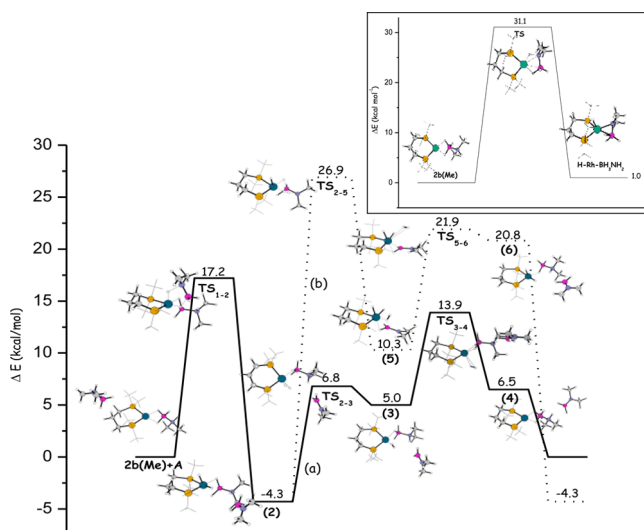 31.1
TS
30
20
10
0
ΔE (kcal mol⁻¹)
2b(Me)
H-Rh-BH₂NH₂
1.0
30
25
20
15
10
5
0
-5
Δ E (kcal/mol)
26.9
TS₂₋₅
21.9
TS₅₋₆
20.8
(6)
17.2
TS₁₋₂
(b)
13.9
TS₃₋₄
10.3
(5)
6.8
TS₂₋₃
5.0
(3)
6.5
(4)
2b(Me)+A
-4.3
(2)
(a)
-4.3